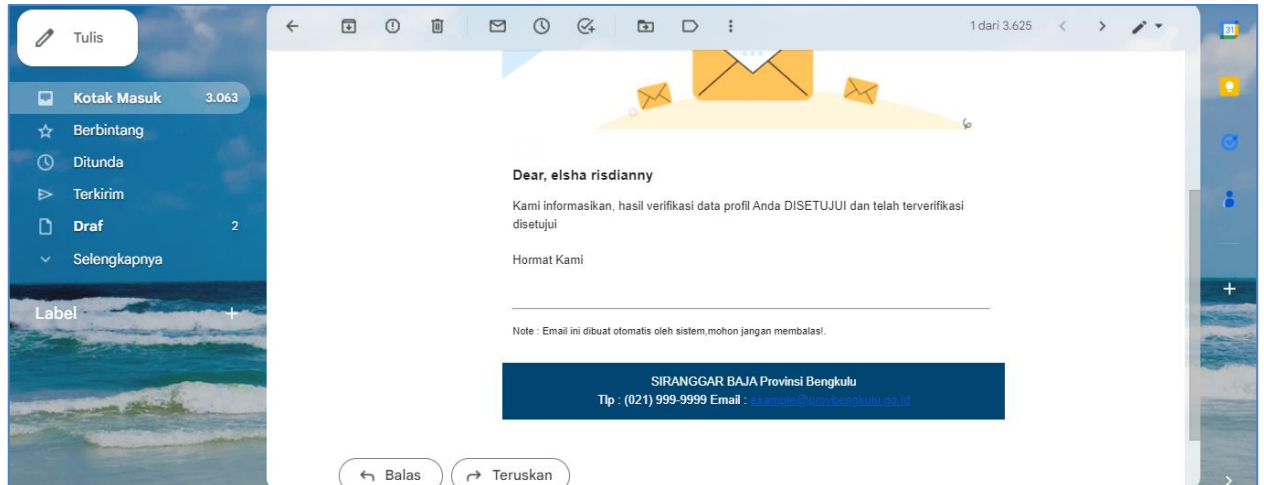 Tulis
1 dari 3.625
31
Kotak Masuk 3.063
Berbintang
Ditunda
Terkirim
Draf 2
Selengkapnya
Label
Dear, elsha risdianny
Kami informasikan, hasil verifikasi data profil Anda DISETUJUI dan telah terverifikasi
disetujui
Hormat Kami
Note : Email ini dibuat otomatis oleh sistem,mohon jangan membalas!.
SIRANGGAR BAJA Provinsi Bengkulu
Tlp : (021) 999-9999 Email : example@provbengkulu.go.id
Balas
Teruskan